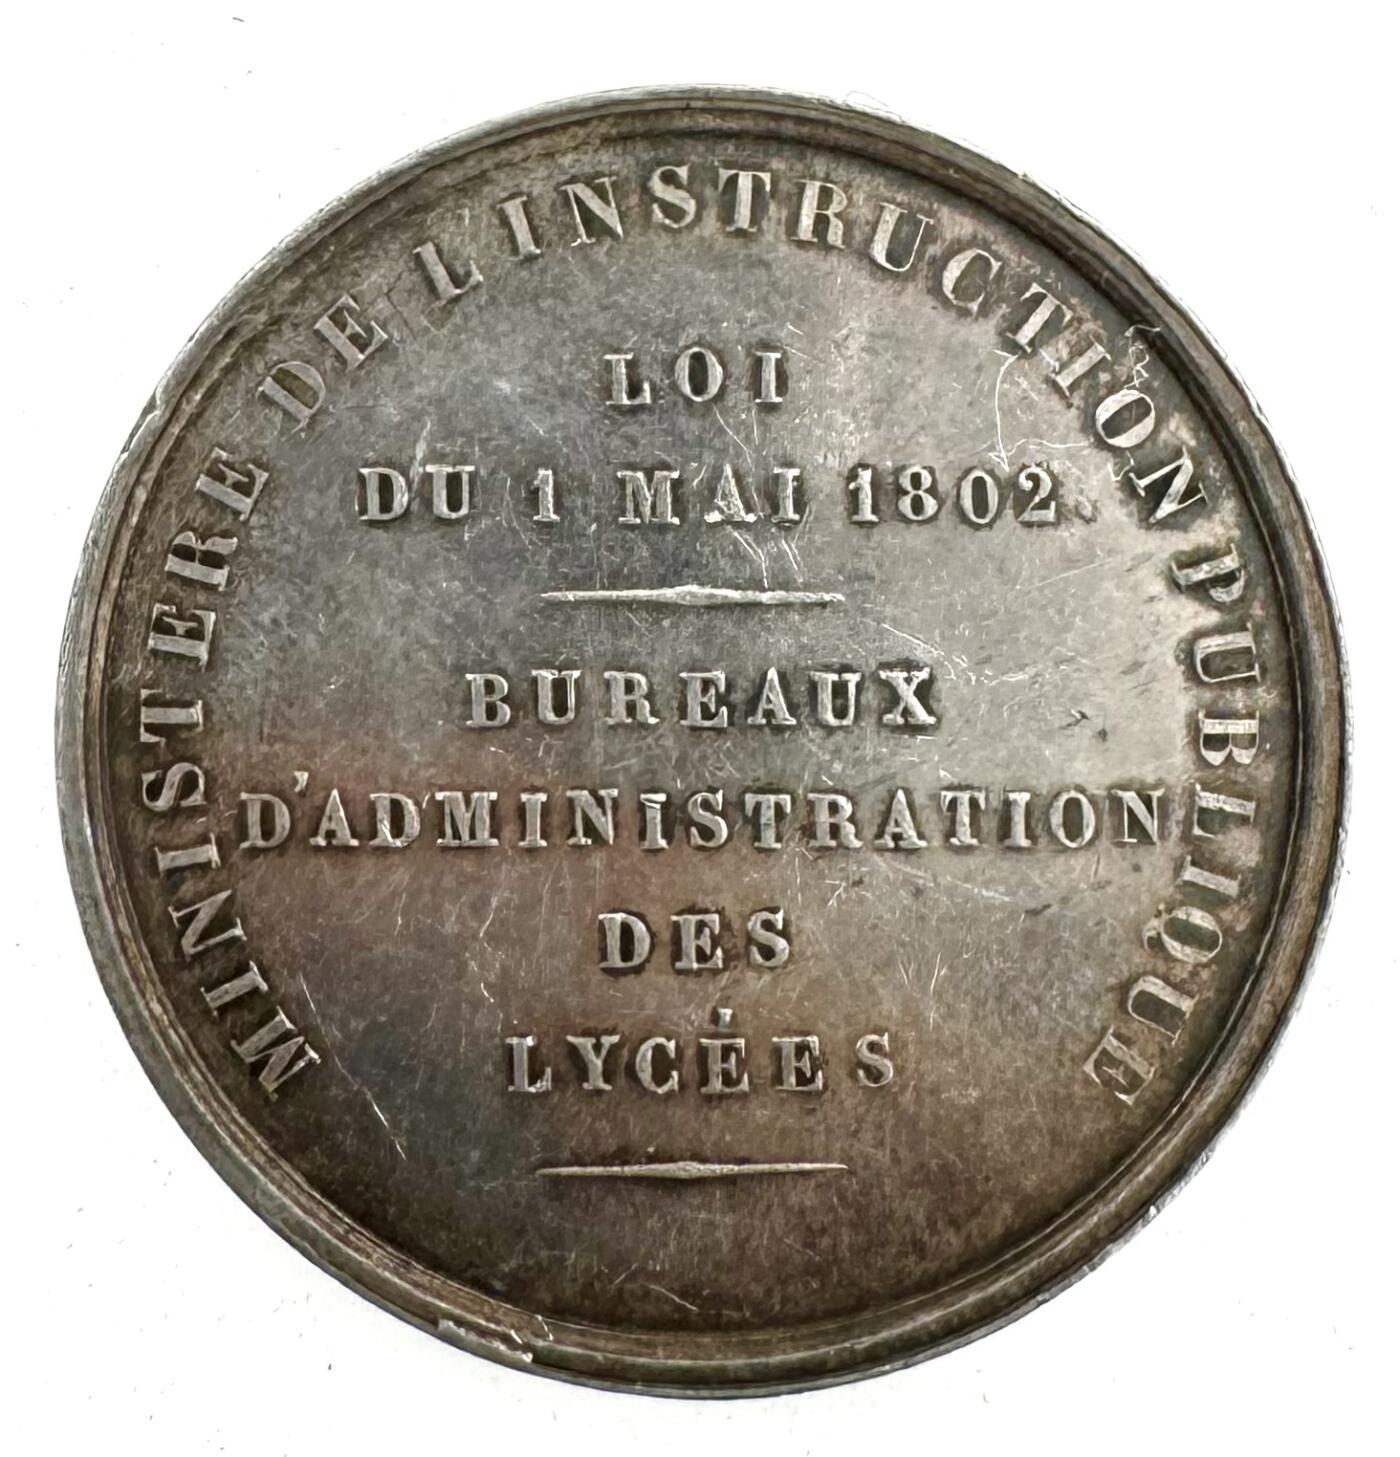 MINISTERE DE L INSTRUCTION PUBLIQUE
LOI
DU 1 MAI 1802
BUREAUX
D'ADMINISTRATION
DES
LYCÉES